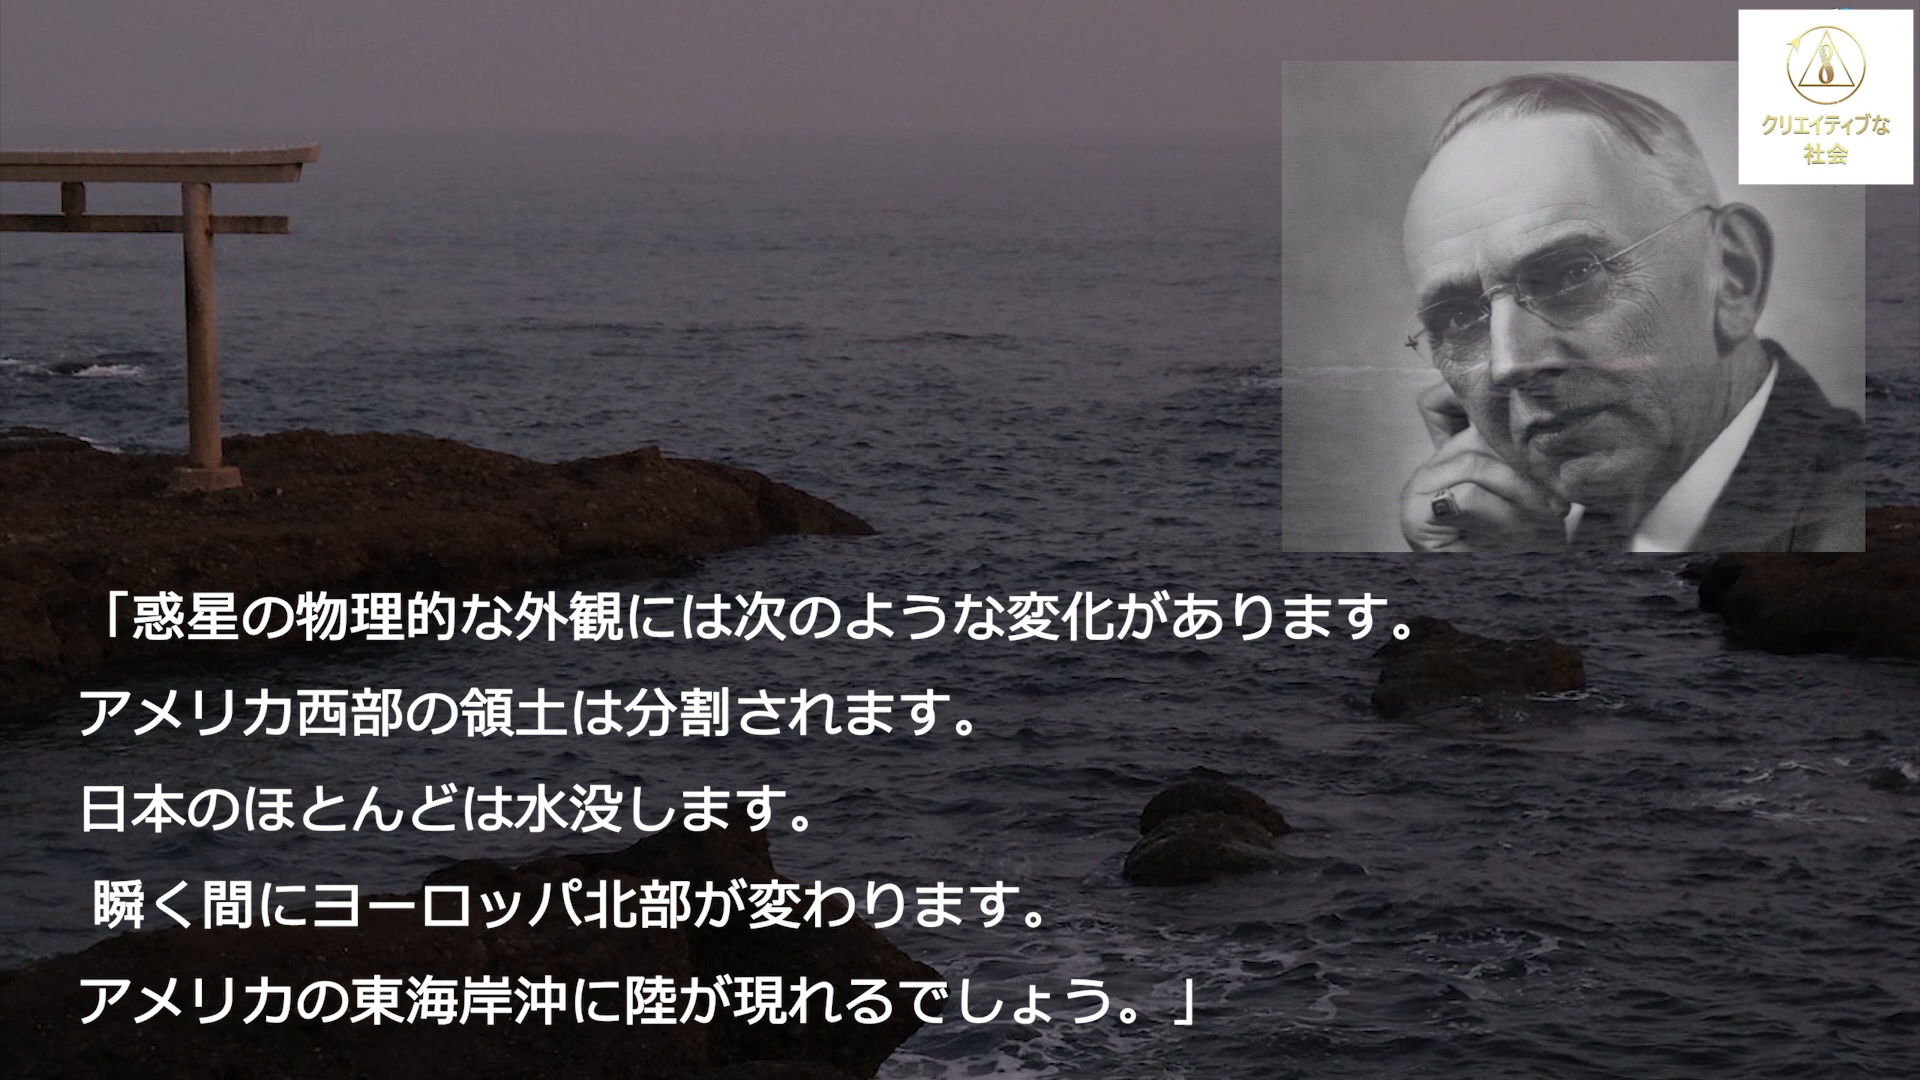 クリエイティブな
社会
「惑星の物理的な外観には次のような変化があります。
アメリカ西部の領土は分割されます。
日本のほとんどは水没します。
瞬く間にヨーロッパ北部が変わります。
アメリカの東海岸沖に陸が現れるでしょう。」